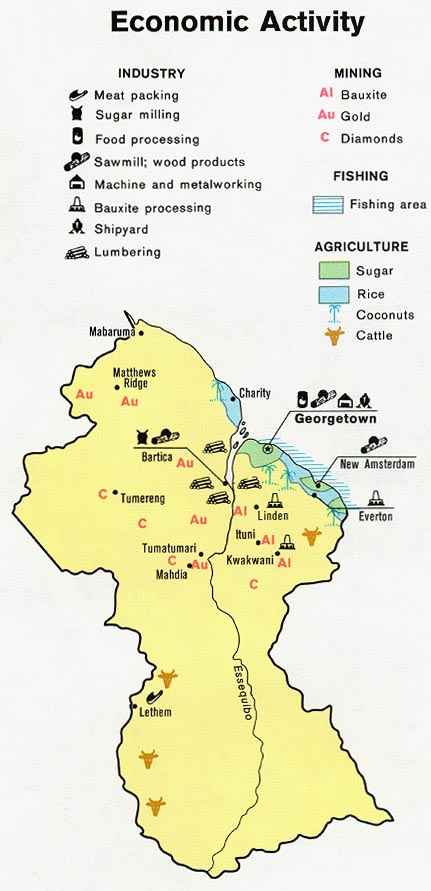 Economic Activity
INDUSTRY
Meat packing
Sugar milling
Food processing
Sawmill; wood products
Machine and metalworking
Bauxite processing
Shipyard
Lumbering
MINING
Al Bauxite
Au Gold
C Diamonds
FISHING
Fishing area
AGRICULTURE
Sugar
Rice
Coconuts
Cattle
Mabaruma
Matthews
Ridge
Au
Au
Charity
Georgetown
Bartica
Au
New Amsterdam
C
Tumereng
Al
Linden
Everton
C
Au
Ituni
Al
Tumatumari
C
Au
Mahdia
Kwakwani
Al
C
Essequibo
Lethem